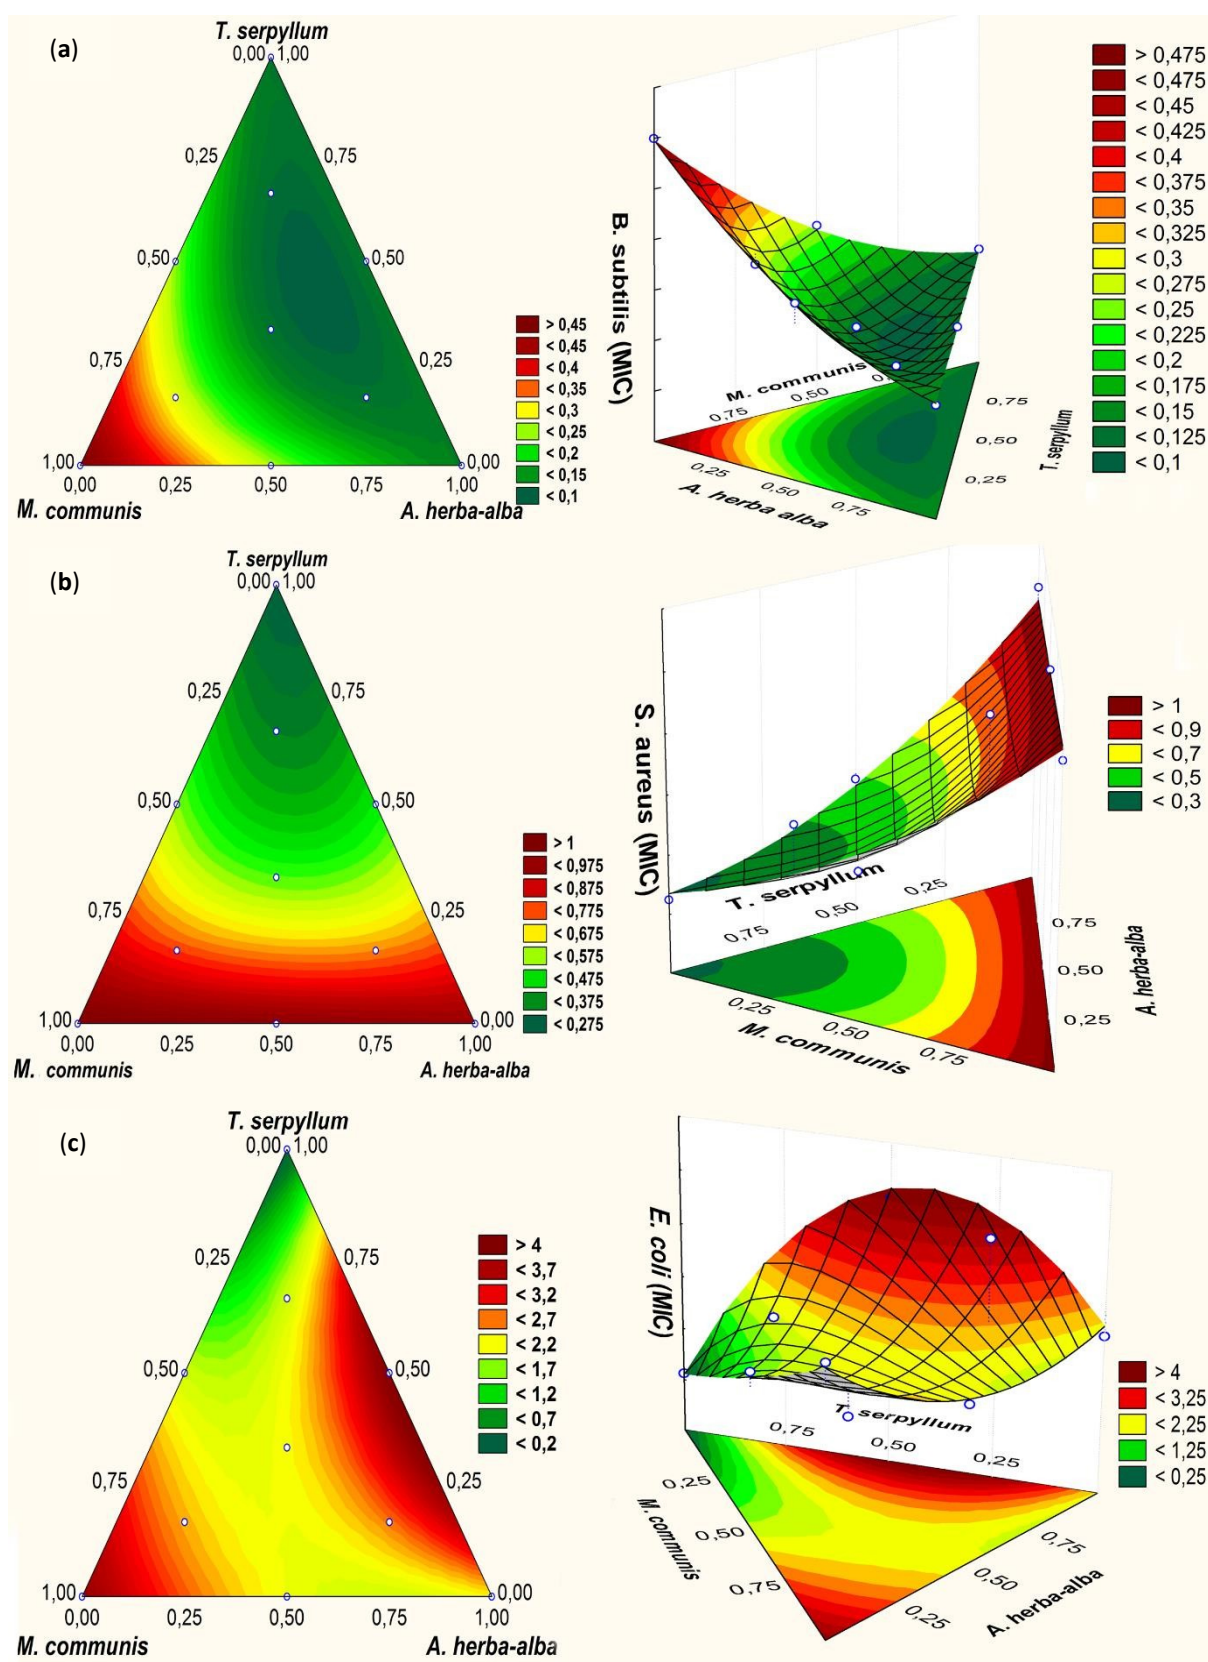 (a)
T. serpyllum
0,00 1,00
0,25 0,75
0,50 0,50
0,75 0,25
1,00 0,00
0,00 0,25 0,50 0,75 1,00
M. communis A. herba-alba
> 0,45
< 0,45
< 0,4
< 0,35
< 0,3
< 0,25
< 0,2
< 0,15
< 0,1
B. subtilis (MIC)
M. communis
0,75 0,50
0,25 0,50 0,75
A. herba alba
0,75
0,50
0,25
T. serpyllum
> 0,475
< 0,475
< 0,45
< 0,425
< 0,4
< 0,375
< 0,35
< 0,325
< 0,3
< 0,275
< 0,25
< 0,225
< 0,2
< 0,175
< 0,15
< 0,125
< 0,1
(b)
T. serpyllum
0,00 1,00
0,25 0,75
0,50 0,50
0,75 0,25
1,00 0,00
0,00 0,25 0,50 0,75 1,00
M. communis A. herba-alba
> 1
< 0,975
< 0,875
< 0,775
< 0,675
< 0,575
< 0,475
< 0,375
< 0,275
S. aureus (MIC)
T. serpyllum
0,75 0,50 0,25
0,25 0,50 0,75
M. communis
0,75
0,50
0,25
A. herba-alba
> 1
< 0,9
< 0,7
< 0,5
< 0,3
(c)
T. serpyllum
0,00 1,00
0,25 0,75
0,50 0,50
0,75 0,25
1,00 0,00
0,00 0,25 0,50 0,75 1,00
M. communis A. herba-alba
> 4
< 3,7
< 3,2
< 2,7
< 2,2
< 1,7
< 1,2
< 0,7
< 0,2
E. coli (MIC)
T. serpyllum
0,75 0,50 0,25
0,25
0,50
0,75
M. communis
0,75
0,50
0,25
A. herba-alba
> 4
< 3,25
< 2,25
< 1,25
< 0,25